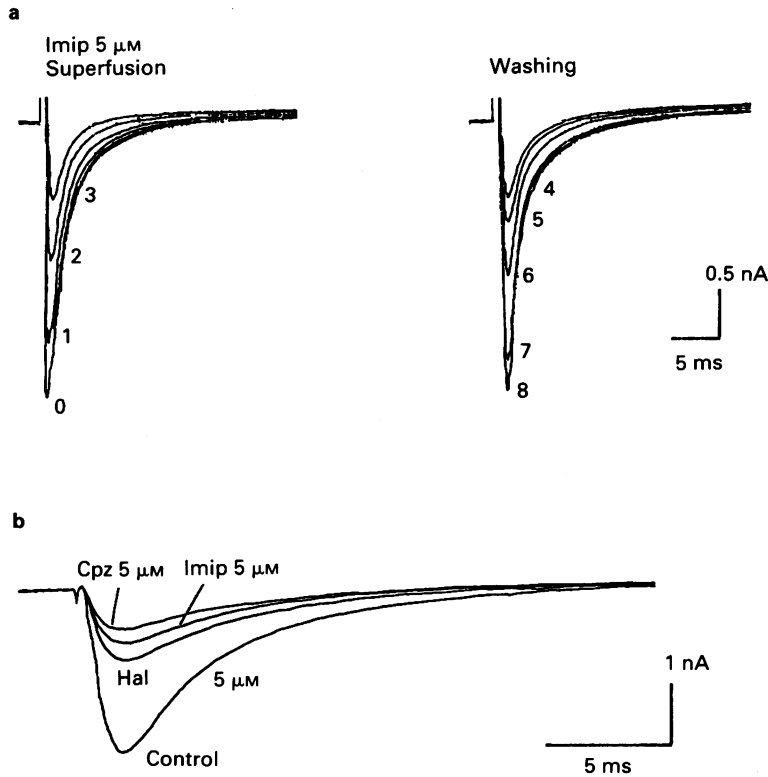 a
Imip 5 μM
Superfusion
Washing
3
2
1
0
4
5
6
7
8
0.5 nA
5 ms
b
Cpz 5 μM
Imip 5 μM
Hal
5 μM
Control
1 nA
5 ms